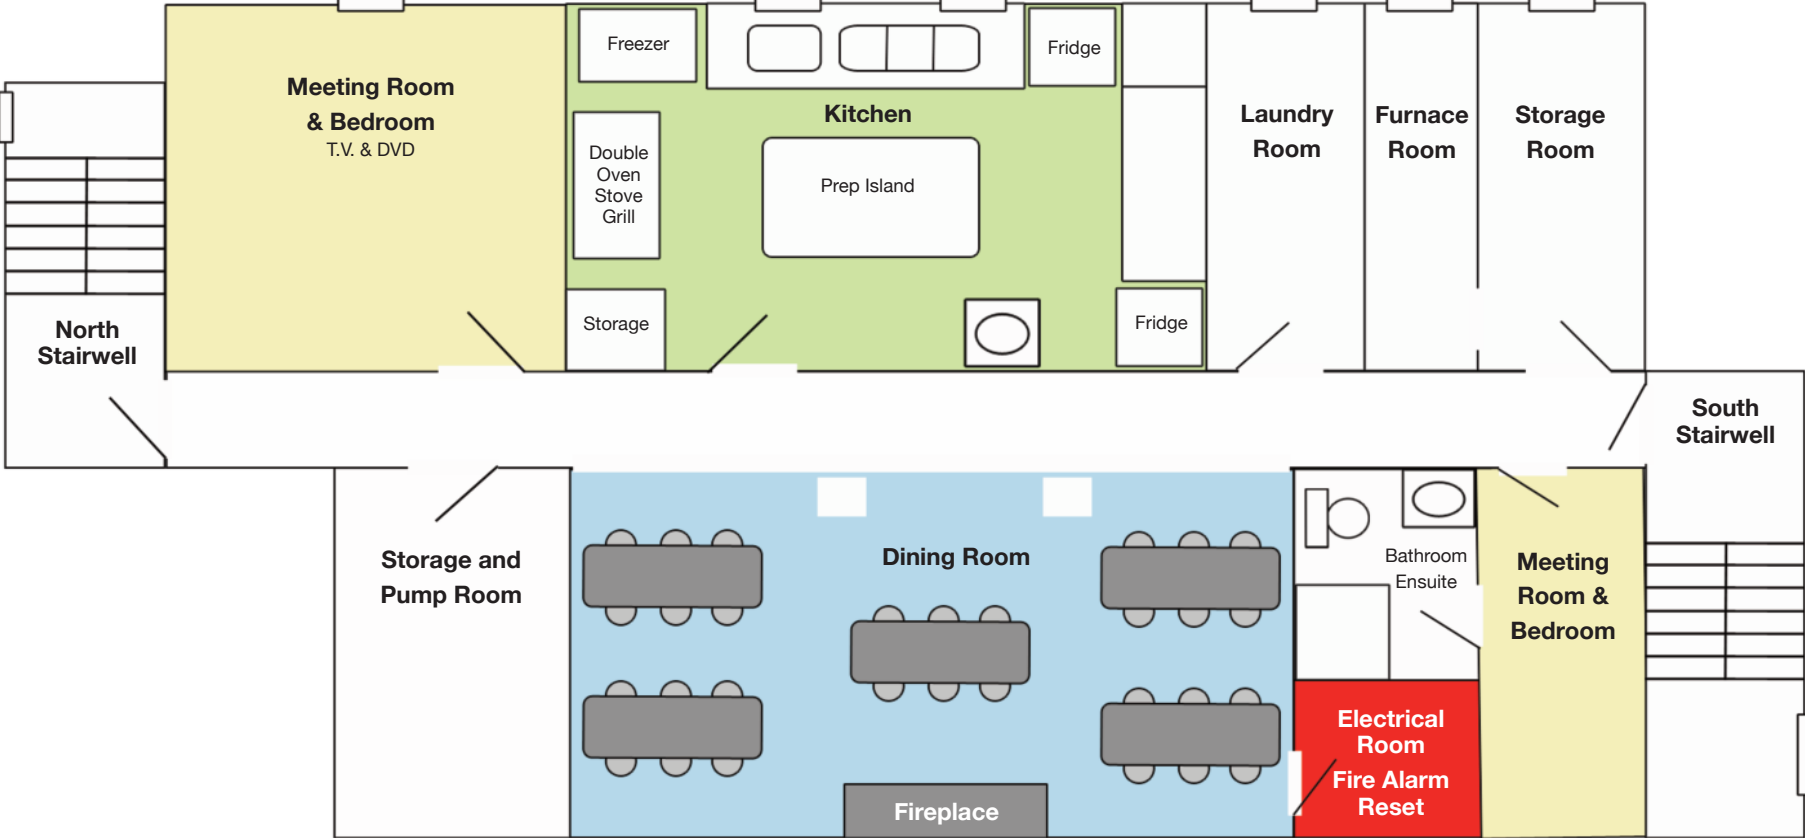 Meeting Room
& Bedroom
T.V. & DVD
Freezer
Fridge
Kitchen
Double
Oven
Stove
Grill
Prep Island
Storage
Fridge
Laundry
Room
Furnace
Room
Storage
Room
North
Stairwell
South
Stairwell
Storage and
Pump Room
Dining Room
Fireplace
Bathroom
Ensuite
Meeting
Room &
Bedroom
Electrical
Room
Fire Alarm
Reset